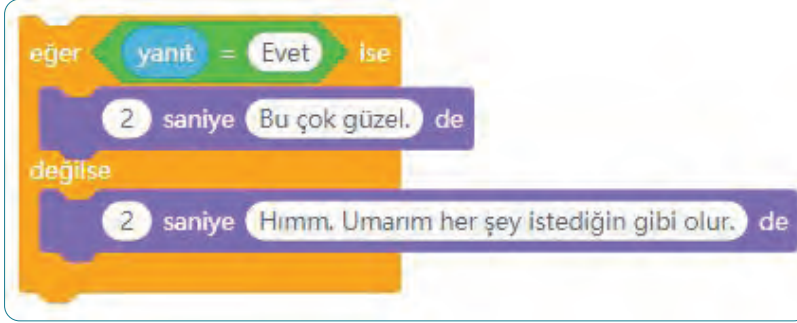 eğer yanıt = Evet ise
2 saniye Bu çok güzel. de
değilse
2 saniye Hımm. Umarım her şey istediğin gibi olur. de